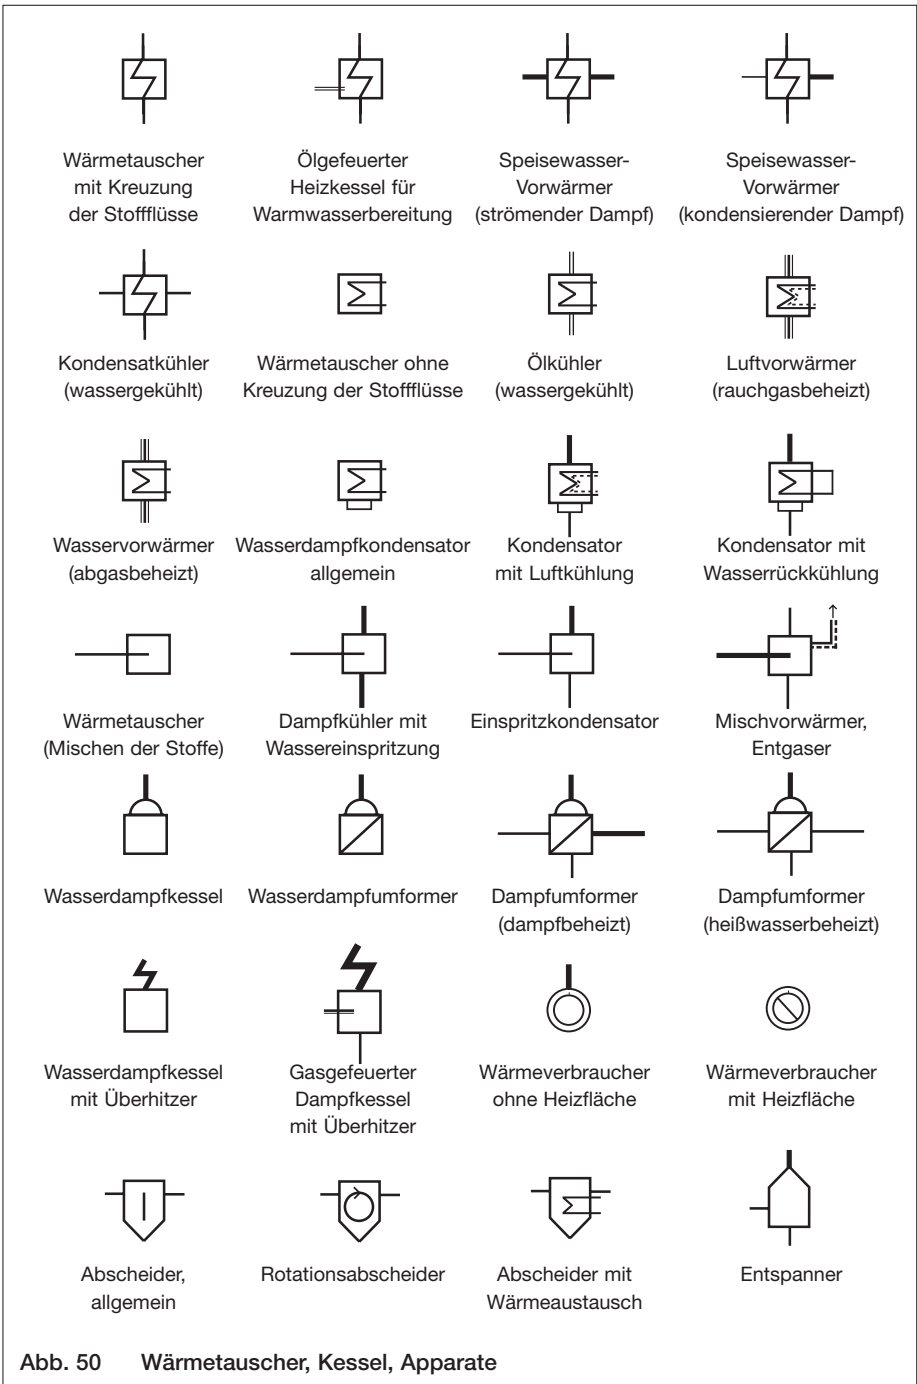 Wärmetauscher
mit Kreuzung
der Stoffflüsse
Ölgefeuerter
Heizkessel für
Warmwasserbereitung
Speisewasser-
Vorwärmer
(strömender Dampf)
Speisewasser-
Vorwärmer
(kondensierender Dampf)
Kondensatkühler
(wassergekühlt)
Wärmetauscher ohne
Kreuzung der Stoffflüsse
Ölkühler
(wassergekühlt)
Luftvorwärmer
(rauchgasbeheizt)
Wasservorwärmer
(abgasbeheizt)
Wasserdampfkondensator
allgemein
Kondensator
mit Luftkühlung
Kondensator mit
Wasserrückkühlung
Wärmetauscher
(Mischen der Stoffe)
Dampfkühler mit
Wassereinspritzung
Einspritzkondensator
Mischvorwärmer,
Entgaser
Wasserdampfkessel
Wasserdampfumformer
Dampfumformer
(dampfbeheizt)
Dampfumformer
(heißwasserbeheizt)
Wasserdampfkessel
mit Überhitzer
Gasgefeuerter
Dampfkessel
mit Überhitzer
Wärmeverbraucher
ohne Heizfläche
Wärmeverbraucher
mit Heizfläche
Abscheider,
allgemein
Rotationsabscheider
Abscheider mit
Wärmeaustausch
Entspanner
Abb. 50 Wärmetauscher, Kessel, Apparate